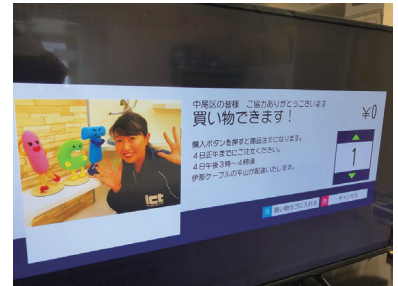 中尾区の皆様　ご協力ありがとうございます
買い物できます！
¥0
購入ボタンを押すと商品注文になります。
4日正午までにご注文ください。
4日午後3時～4時頃
伊那ケーブルの平山が配達いたします。
1
買い物カゴに入れる
キャンセル
ict